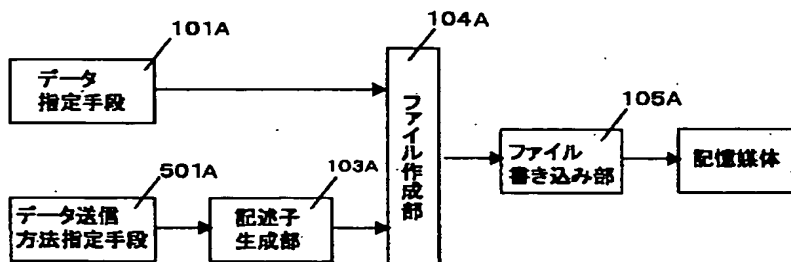 101A
データ
指定手段
501A
データ送信
方法指定手段
103A
記述子
生成部
104A
ファイル作成部
105A
ファイル
書き込み部
記憶媒体